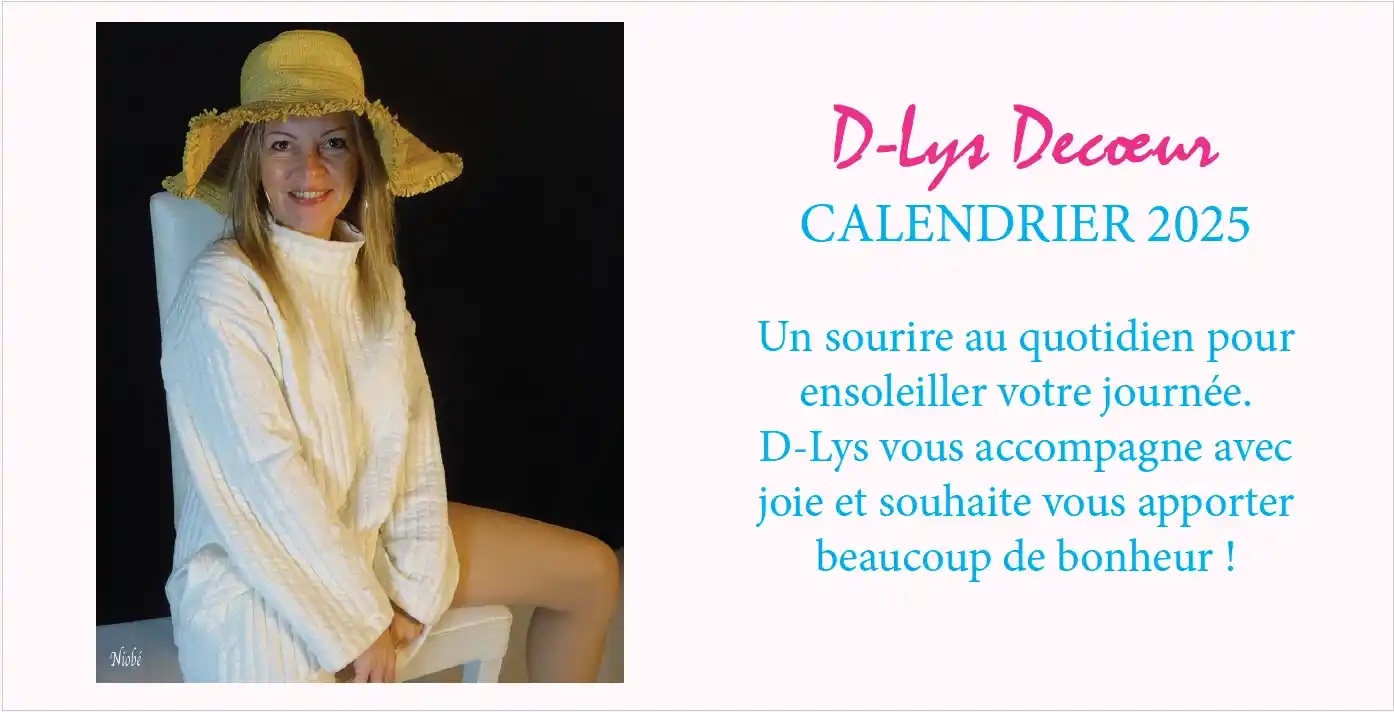 D-Lys Decœur
CALENDRIER 2025
Un sourire au quotidien pour
ensoleiller votre journée.
D-Lys vous accompagne avec
joie et souhaite vous apporter
beaucoup de bonheur !
Niobé